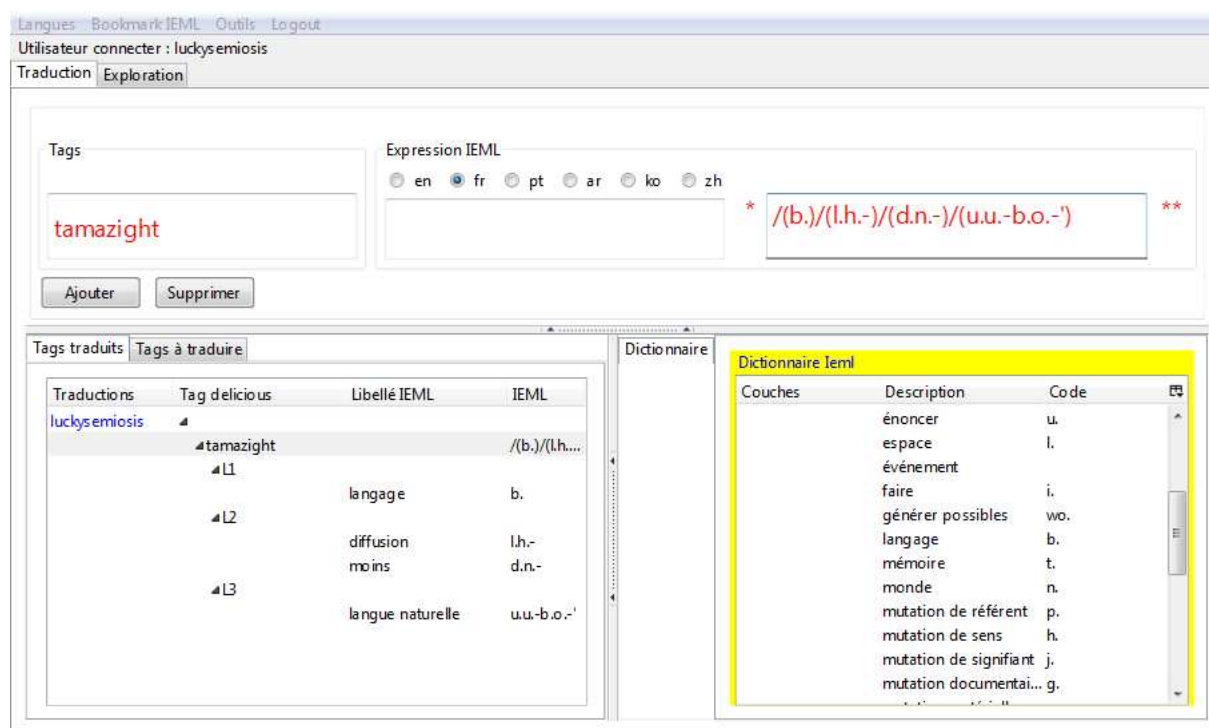 Langues Bookmark IEML Outils Logout
Utilisateur connecter : luckysemiosis
Traduction Exploration
Tags
Expression IEML
en fr pt ar ko zh
tamazight
* /(b.)/(l.h.-)/(d.n.-)/(u.u.-b.o.-') **
Ajouter Supprimer
Tags traduits Tags à traduire
Traductions Tag delicious Libellé IEML IEML
luckysemiosis
tamazight /(b.)/(l.h....
L1
langage b.
L2
diffusion l.h.-
moins d.n.-
L3
langue naturelle u.u.-b.o.-'
Dictionnaire
Dictionnaire Ieml
Couches Description Code
énoncer u.
espace l.
événement
faire i.
générer possibles wo.
langage b.
mémoire t.
monde n.
mutation de référent p.
mutation de sens h.
mutation de signifiant j.
mutation documentai... g.